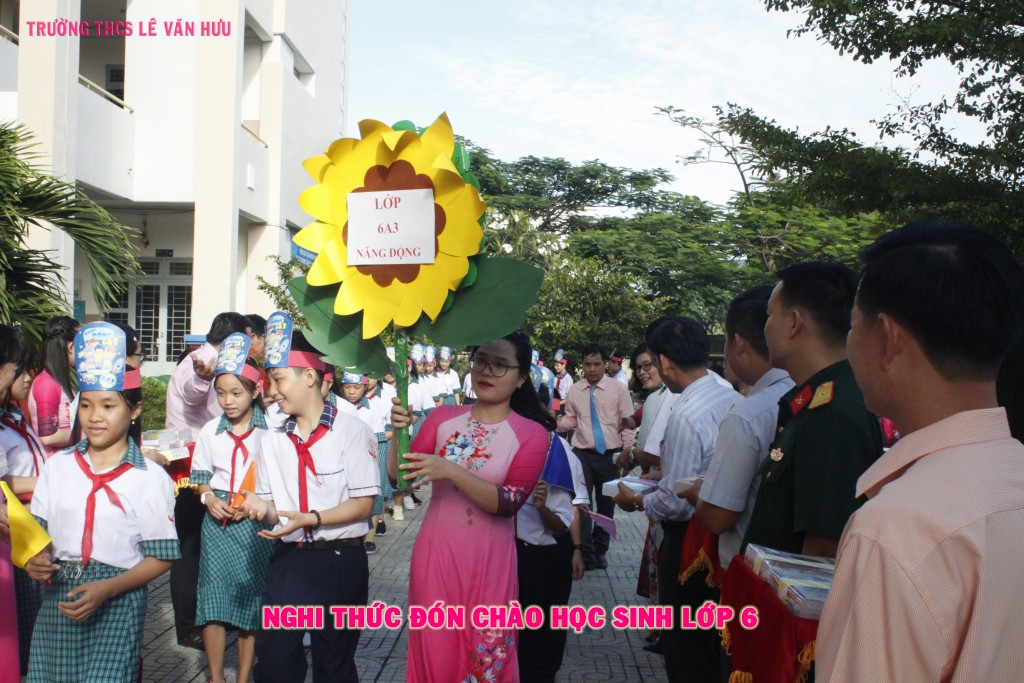 TRƯỜNG THCS LÊ VĂN HƯU
LỚP
6A3
NĂNG ĐỘNG
NGHI THỨC ĐÓN CHÀO HỌC SINH LỚP 6